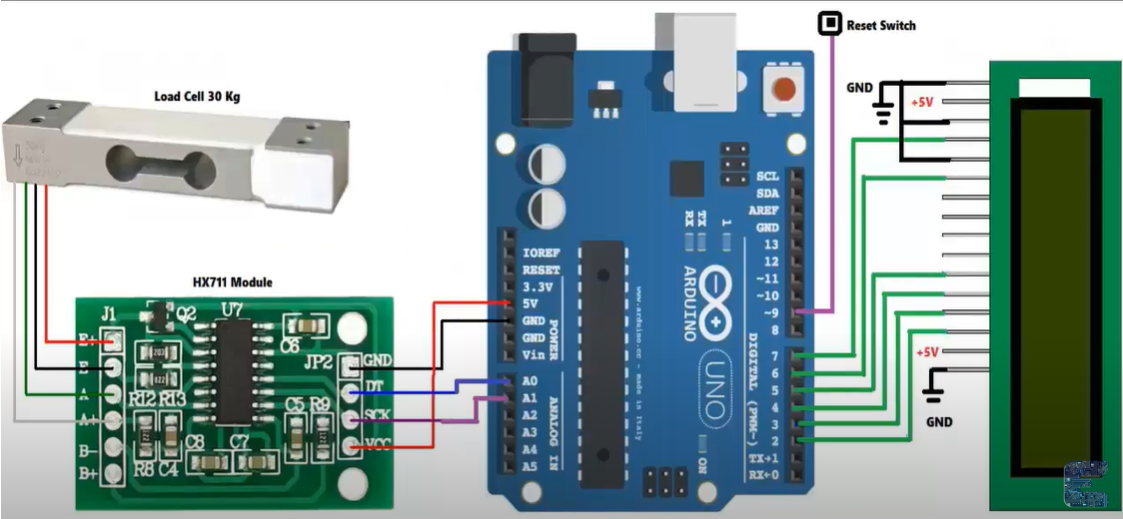 Load Cell 30 Kg
HX711 Module
J1
Q2
U7
C6
E+
E-
A-
A+
B-
B+
203
R12 R13
R8 C4
C8
C7
C5 R9
JP2
GND
DT
SCK
VCC
IOREF
RESET
3.3V
5V
GND
GND
Vin
POWER
A0
A1
A2
A3
A4
A5
ANALOG IN
www.arduino.cc - made in Italy
RX
TX
1
ARDUINO
UNO
ON
SCL
SDA
AREF
GND
13
12
~11
~10
~9
8
7
6
5
4
3
2
TX→1
RX←0
DIGITAL (PWM~)
Reset Switch
GND
+5V
+5V
GND